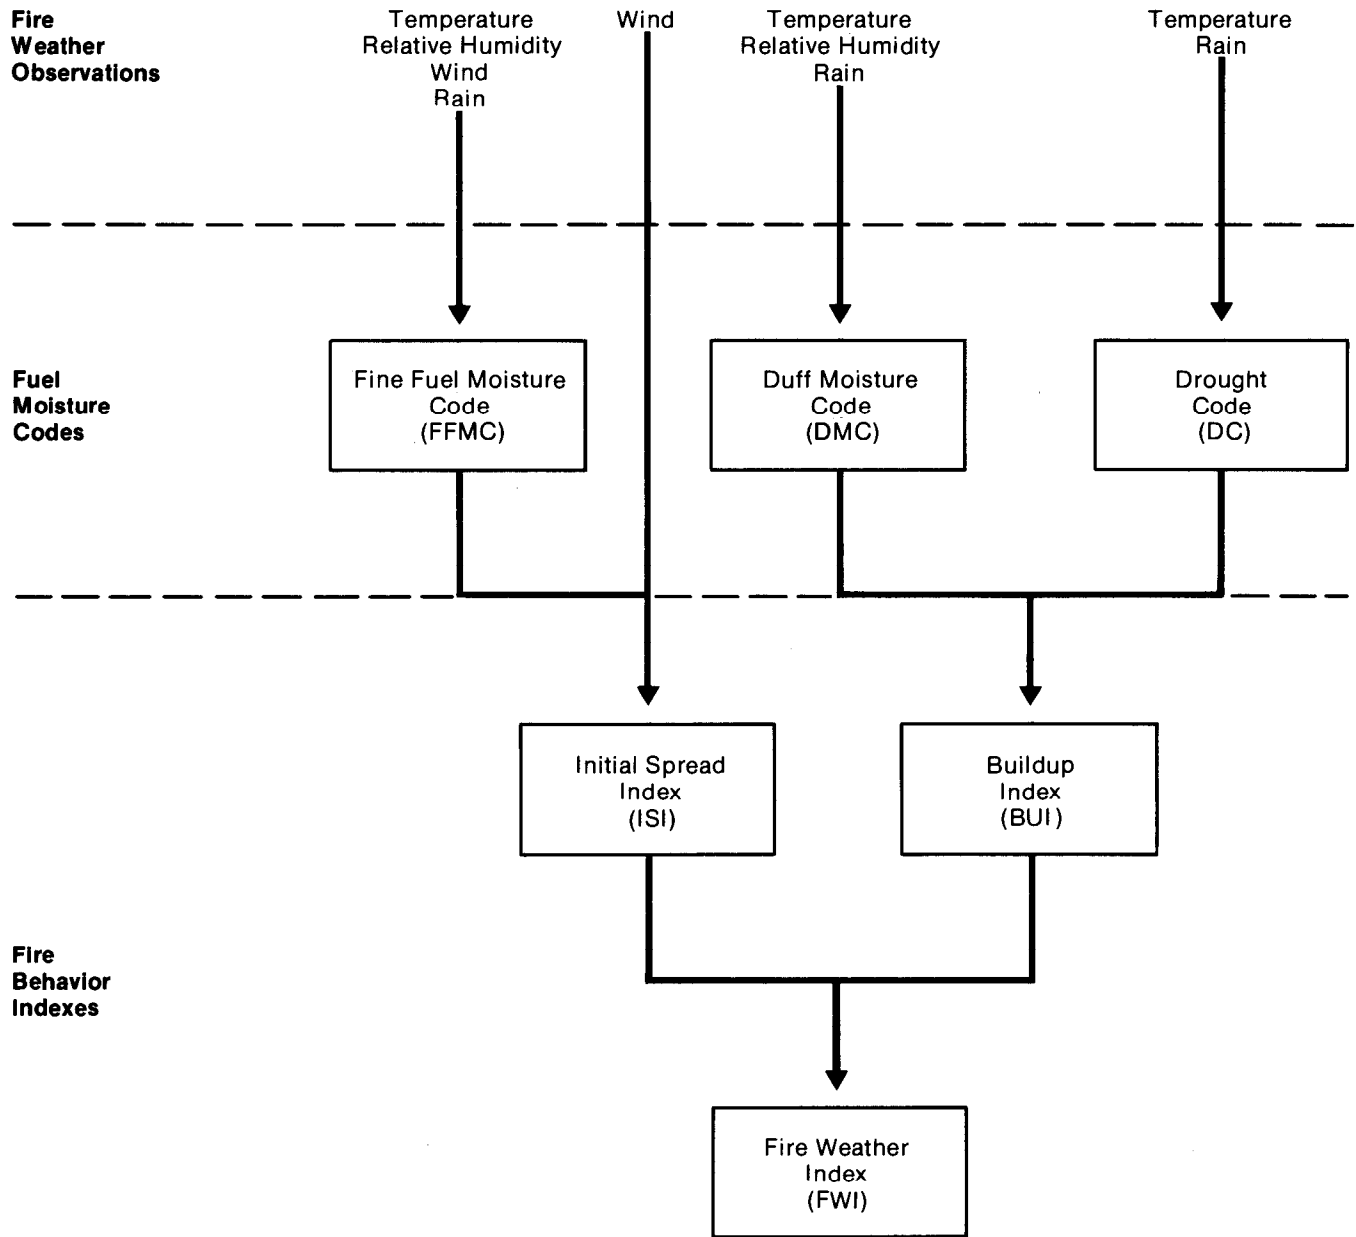 Fire
Weather
Observations
Temperature
Relative Humidity
Wind
Rain
Wind
Temperature
Relative Humidity
Rain
Temperature
Rain
Fuel
Moisture
Codes
Fine Fuel Moisture
Code
(FFMC)
Duff Moisture
Code
(DMC)
Drought
Code
(DC)
Initial Spread
Index
(ISI)
Buildup
Index
(BUI)
Fire
Behavior
Indexes
Fire Weather
Index
(FWI)